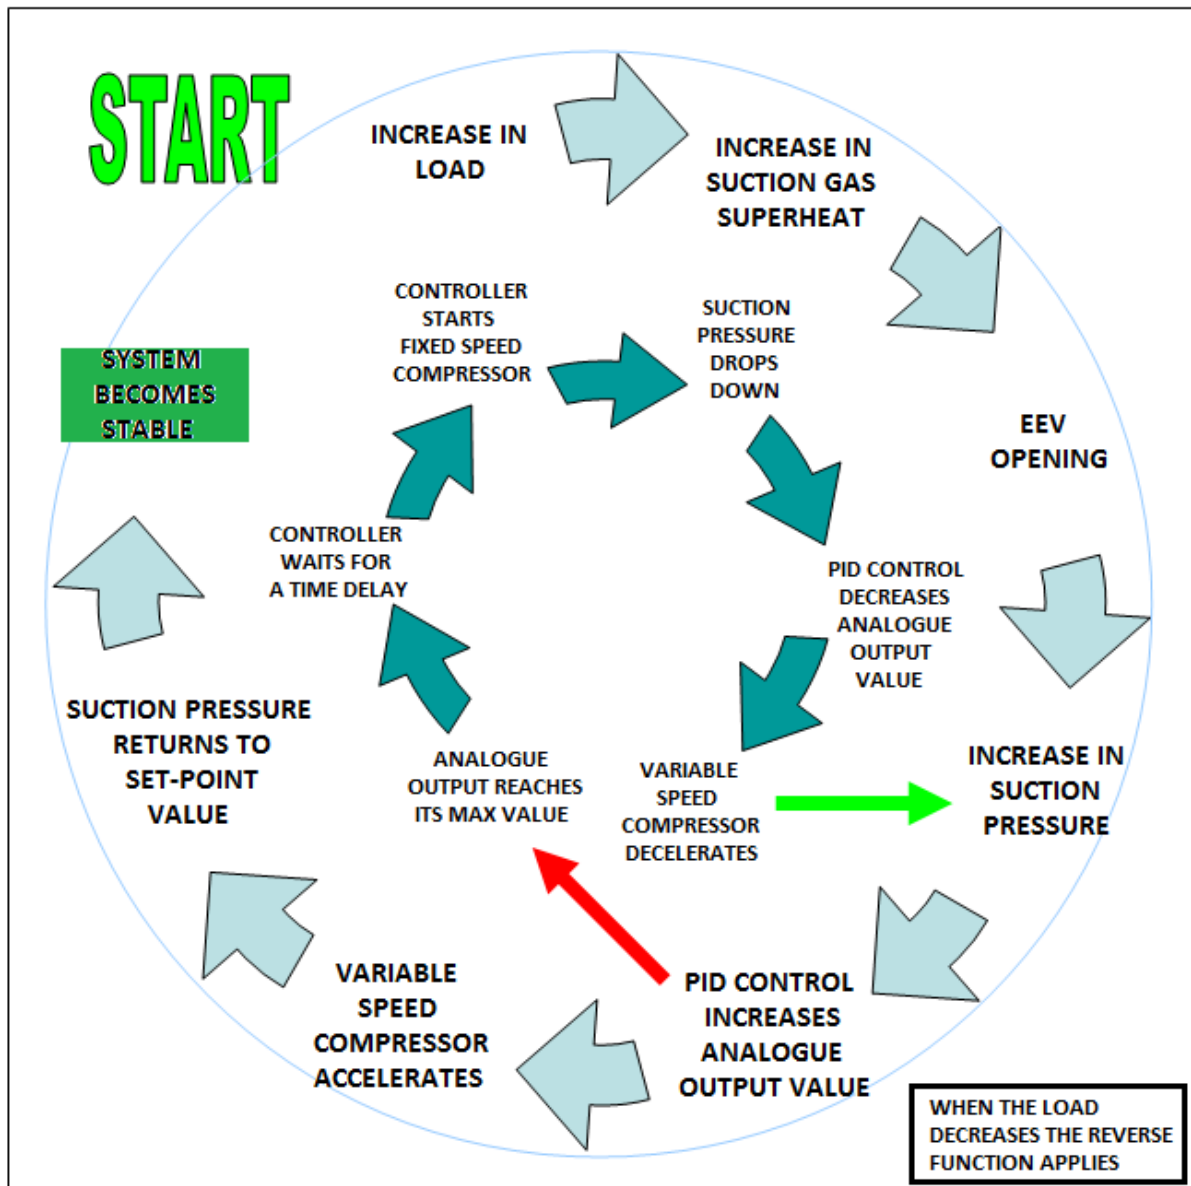 START
INCREASE IN
LOAD
INCREASE IN
SUCTION GAS
SUPERHEAT
EEV
OPENING
INCREASE IN
SUCTION
PRESSURE
PID CONTROL
INCREASES
ANALOGUE
OUTPUT VALUE
VARIABLE
SPEED
COMPRESSOR
ACCELERATES
SUCTION PRESSURE
RETURNS TO
SET-POINT
VALUE
SYSTEM
BECOMES
STABLE
CONTROLLER
STARTS
FIXED SPEED
COMPRESSOR
SUCTION
PRESSURE
DROPS
DOWN
PID CONTROL
DECREASES
ANALOGUE
OUTPUT
VALUE
VARIABLE
SPEED
COMPRESSOR
DECELERATES
ANALOGUE
OUTPUT REACHES
ITS MAX VALUE
CONTROLLER
WAITS FOR
A TIME DELAY
WHEN THE LOAD
DECREASES THE REVERSE
FUNCTION APPLIES